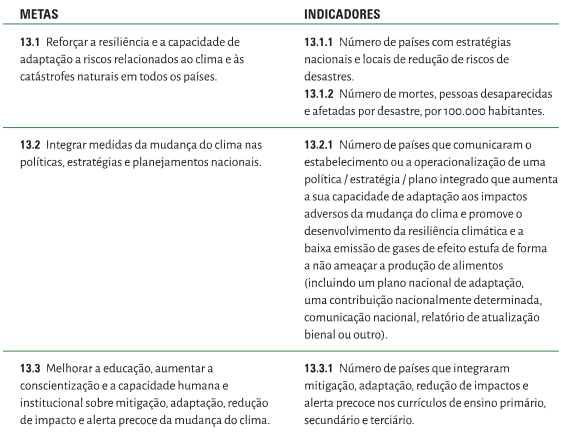 METAS
INDICADORES
13.1 Reforçar a resiliência e a capacidade de
adaptação a riscos relacionados ao clima e às
catástrofes naturais em todos os países.
13.1.1 Número de países com estratégias
nacionais e locais de redução de riscos de
desastres.
13.1.2 Número de mortes, pessoas desaparecidas
e afetadas por desastre, por 100.000 habitantes.
13.2 Integrar medidas da mudança do clima nas
políticas, estratégias e planejamentos nacionais.
13.2.1 Número de países que comunicaram o
estabelecimento ou a operacionalização de uma
política / estratégia / plano integrado que aumenta
a sua capacidade de adaptação aos impactos
adversos da mudança do clima e promove o
desenvolvimento da resiliência climática e a
baixa emissão de gases de efeito estufa de forma
a não ameaçar a produção de alimentos
(incluindo um plano nacional de adaptação,
uma contribuição nacionalmente determinada,
comunicação nacional, relatório de atualização
bienal ou outro).
13.3 Melhorar a educação, aumentar a
conscientização e a capacidade humana e
institucional sobre mitigação, adaptação, redução
de impacto e alerta precoce da mudança do clima.
13.3.1 Número de países que integraram
mitigação, adaptação, redução de impactos e
alerta precoce nos currículos de ensino primário,
secundário e terciário.